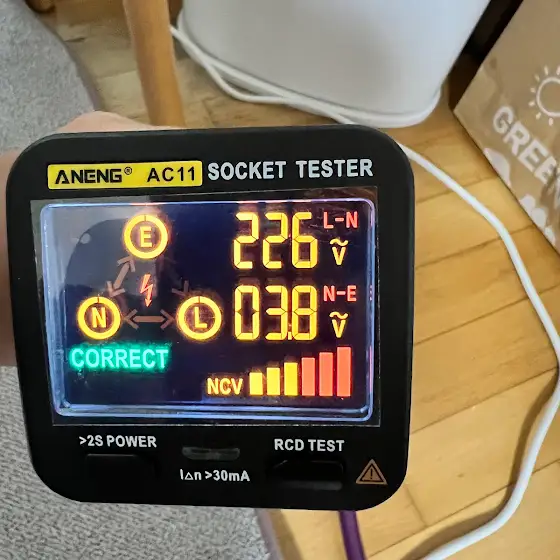 ANENG® AC11 SOCKET TESTER
E
226 V L-N
N L
03.8 V N-E
CORRECT
NCV
>2S POWER
RCD TEST
I△n >30mA